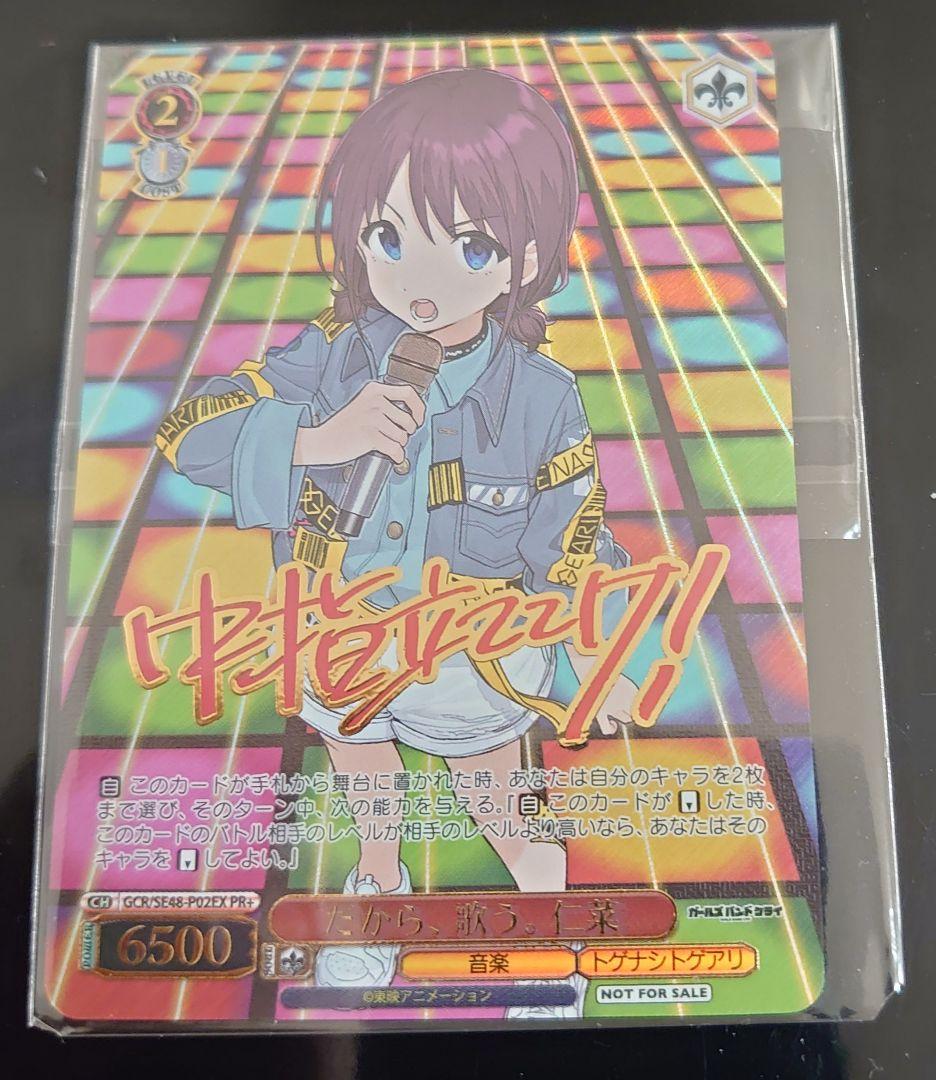 LEVEL
2
1
COST
ARI
ENAS
GEARI
GE
中指立ててけ!
自 このカードが手札から舞台に置かれた時、あなたは自分のキャラを2枚
まで選び、そのターン中、次の能力を与える。『自 このカードが した時、
このカードのバトル相手のレベルが相手のレベルより高いなら、あなたはその
キャラを してよい。』
CH GCR/SE48-P02EX PR+
だから、歌う。仁菜
ガールズバンドクライ
POWER
6500
音楽
トゲナシトゲアリ
©東映アニメーション
NOT FOR SALE